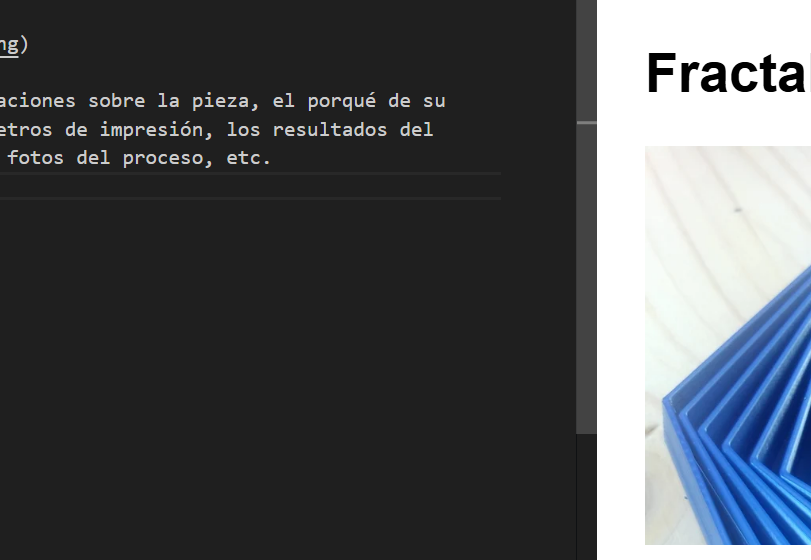 ng)
aciones sobre la pieza, el porqué de su
etros de impresión, los resultados del
fotos del proceso, etc.
Fractal